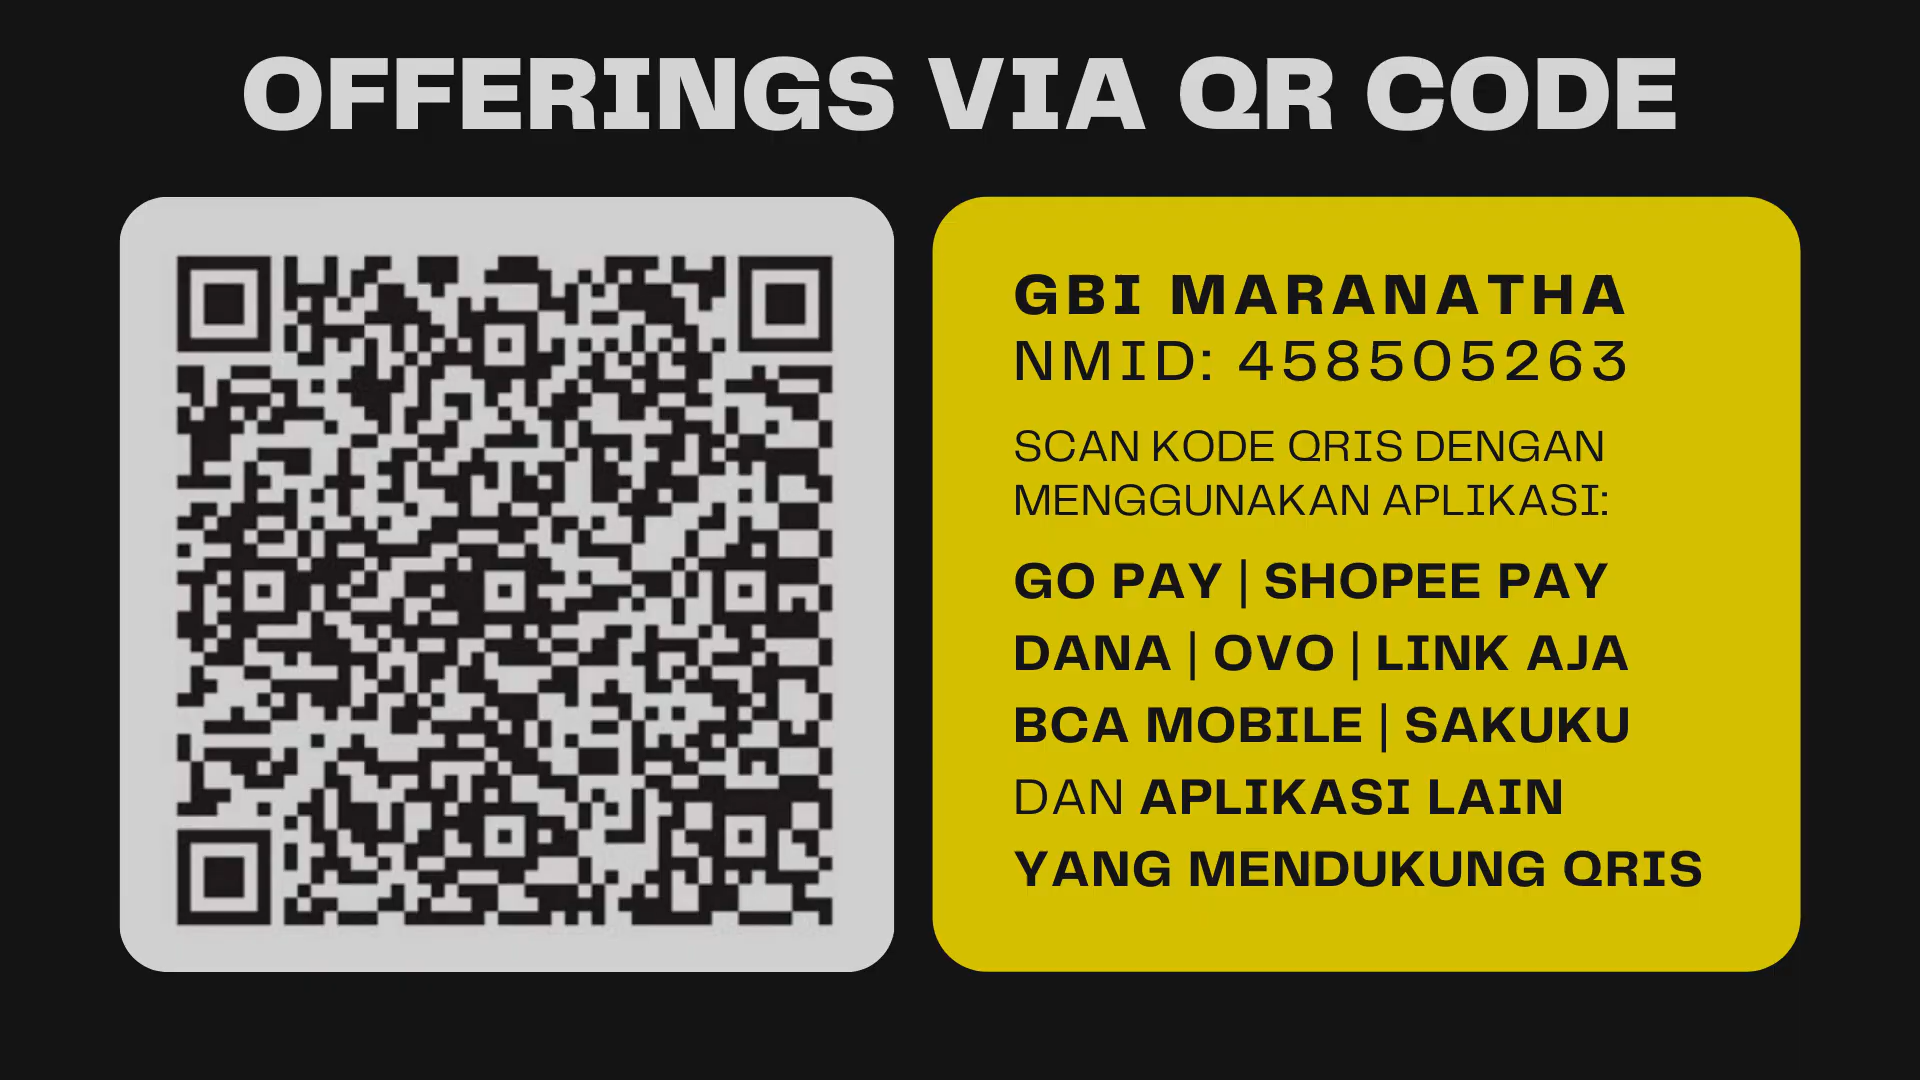 OFFERINGS VIA QR CODE
GBI MARANATHA
NMID: 458505263
SCAN KODE QRIS DENGAN
MENGGUNAKAN APLIKASI:
GO PAY | SHOPEE PAY
DANA | OVO | LINK AJA
BCA MOBILE | SAKUKU
DAN APLIKASI LAIN
YANG MENDUKUNG QRIS